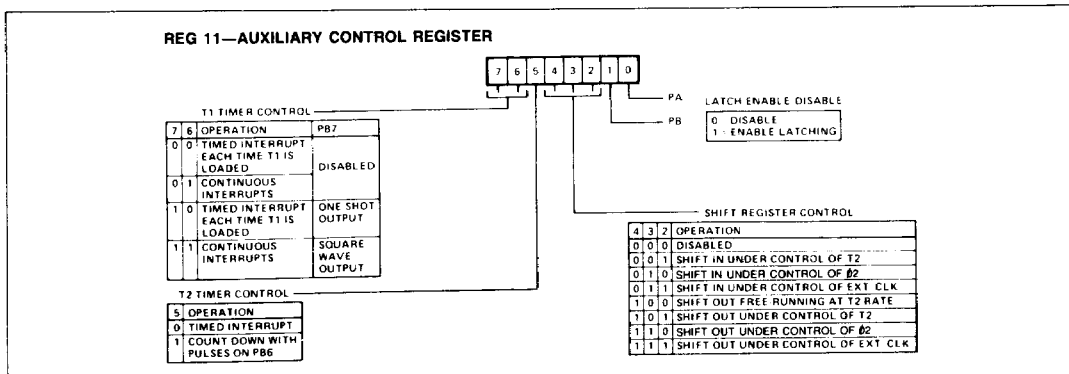 REG 11—AUXILIARY CONTROL REGISTER
7 6 5 4 3 2 1 0
PA
PB
LATCH ENABLE DISABLE
0 DISABLE
1 ENABLE LATCHING
T1 TIMER CONTROL
7 6 OPERATION PB7
0 0 TIMED INTERRUPT
EACH TIME T1 IS
LOADED
DISABLED
0 1 CONTINUOUS
INTERRUPTS
1 0 TIMED INTERRUPT ONE SHOT
EACH TIME T1 IS OUTPUT
LOADED
1 1 CONTINUOUS SQUARE
INTERRUPTS WAVE
OUTPUT
T2 TIMER CONTROL
5 OPERATION
0 TIMED INTERRUPT
1 COUNT DOWN WITH
PULSES ON PB6
SHIFT REGISTER CONTROL
4 3 2 OPERATION
0 0 0 DISABLED
0 0 1 SHIFT IN UNDER CONTROL OF T2
0 1 0 SHIFT IN UNDER CONTROL OF Ø2
0 1 1 SHIFT IN UNDER CONTROL OF EXT CLK
1 0 0 SHIFT OUT FREE RUNNING AT T2 RATE
1 0 1 SHIFT OUT UNDER CONTROL OF T2
1 1 0 SHIFT OUT UNDER CONTROL OF Ø2
1 1 1 SHIFT OUT UNDER CONTROL OF EXT CLK